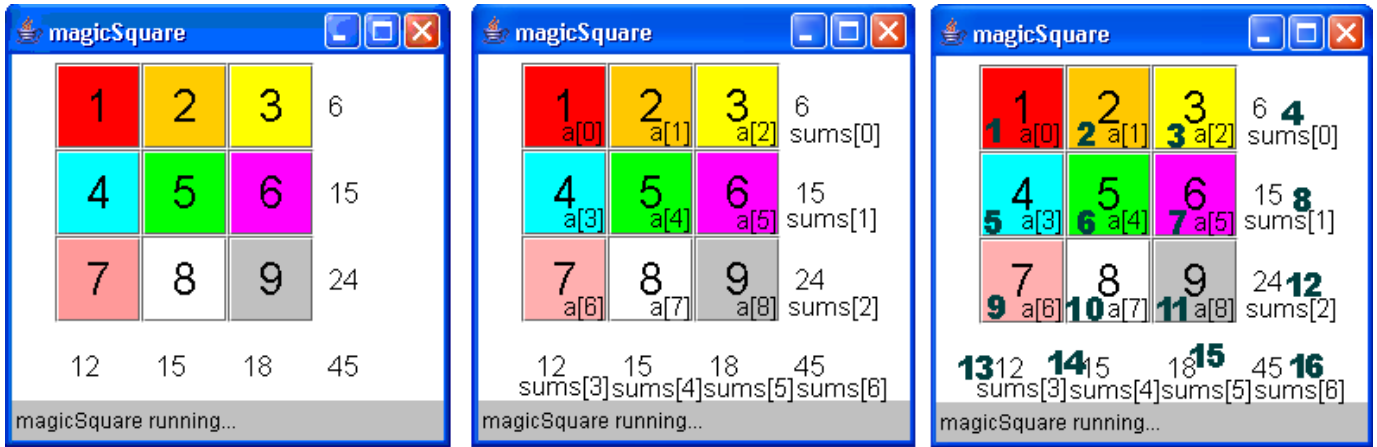 magicSquare
1 2 3 6
4 5 6 15
7 8 9 24
12 15 18 45
magicSquare running...
magicSquare
1 2 3 6
a[0] a[1] a[2] sums[0]
4 5 6 15
a[3] a[4] a[5] sums[1]
7 8 9 24
a[6] a[7] a[8] sums[2]
12 15 18 45
sums[3] sums[4] sums[5] sums[6]
magicSquare running...
magicSquare
1 2 3 6 4
1 a[0] 2 a[1] 3 a[2] sums[0]
4 5 6 15 8
5 a[3] 6 a[4] 7 a[5] sums[1]
7 8 9 24 12
9 a[6] 10 a[7] 11 a[8] sums[2]
13 12 14 15 18 15 45 16
sums[3] sums[4] sums[5] sums[6]
magicSquare running...